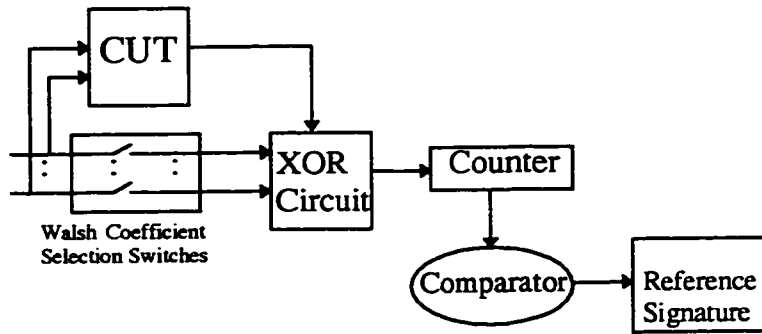 CUT
XOR
Circuit
Counter
Walsh Coefficient
Selection Switches
Comparator
Reference
Signature